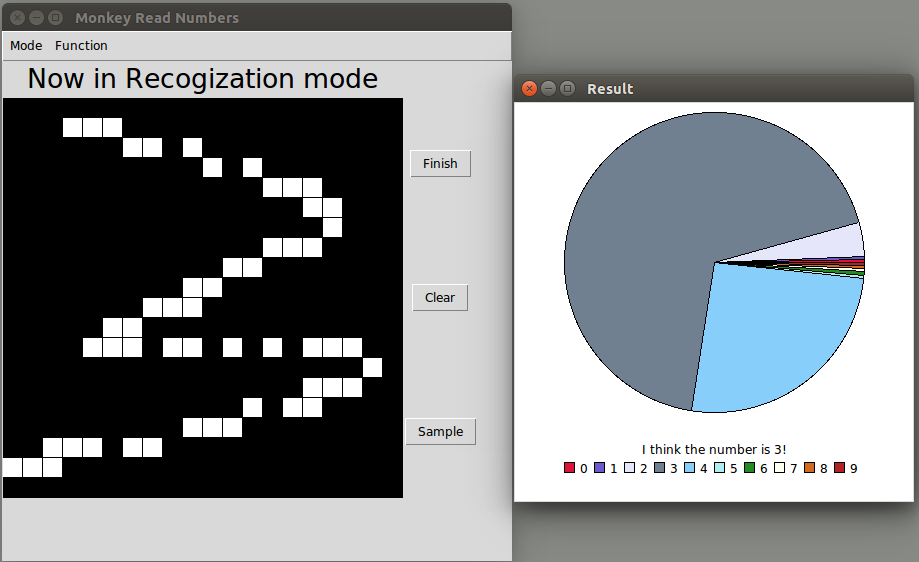 Monkey Read Numbers
Mode Function
Now in Recogization mode
Finish
Clear
Sample
Result
I think the number is 3!
0 1 2 3 4 5 6 7 8 9